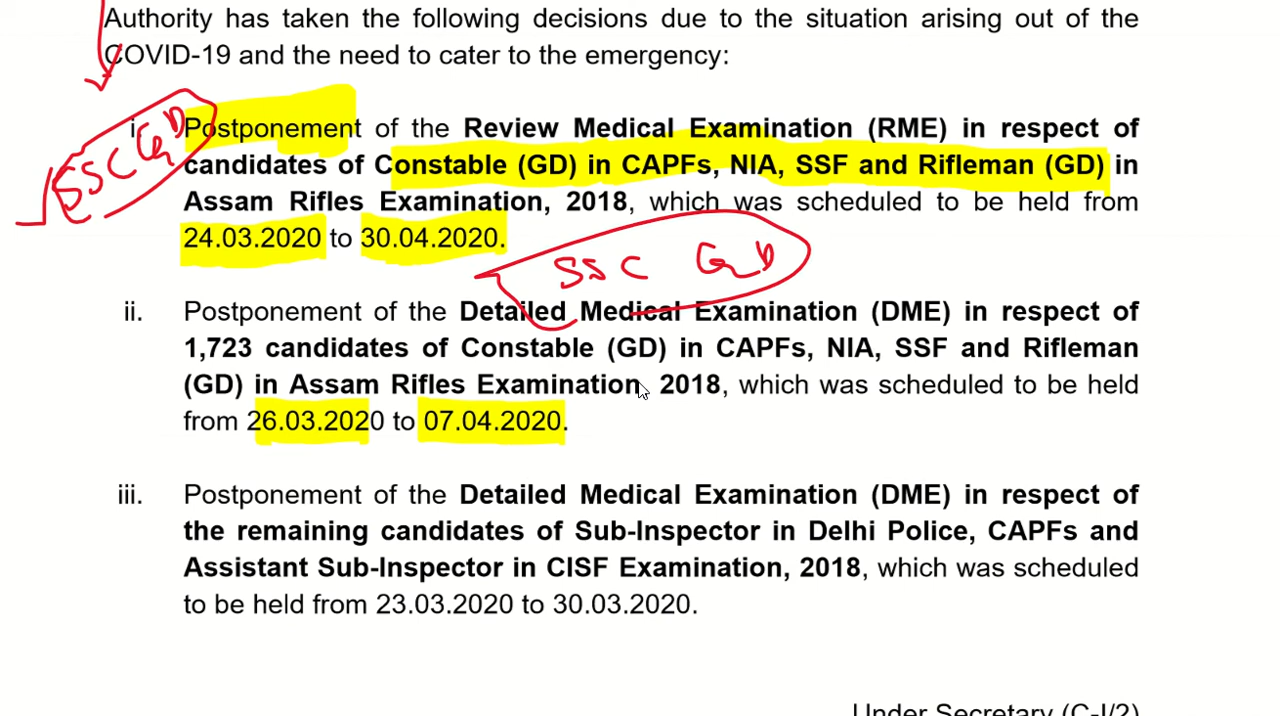 Authority has taken the following decisions due to the situation arising out of the
COVID-19 and the need to cater to the emergency:
SSC GD
i. Postponement of the Review Medical Examination (RME) in respect of
candidates of Constable (GD) in CAPFs, NIA, SSF and Rifleman (GD) in
Assam Rifles Examination, 2018, which was scheduled to be held from
24.03.2020 to 30.04.2020.
SSC GD
ii. Postponement of the Detailed Medical Examination (DME) in respect of
1,723 candidates of Constable (GD) in CAPFs, NIA, SSF and Rifleman
(GD) in Assam Rifles Examination, 2018, which was scheduled to be held
from 26.03.2020 to 07.04.2020.
iii. Postponement of the Detailed Medical Examination (DME) in respect of
the remaining candidates of Sub-Inspector in Delhi Police, CAPFs and
Assistant Sub-Inspector in CISF Examination, 2018, which was scheduled
to be held from 23.03.2020 to 30.03.2020.
Under Secretary (C-I/2)